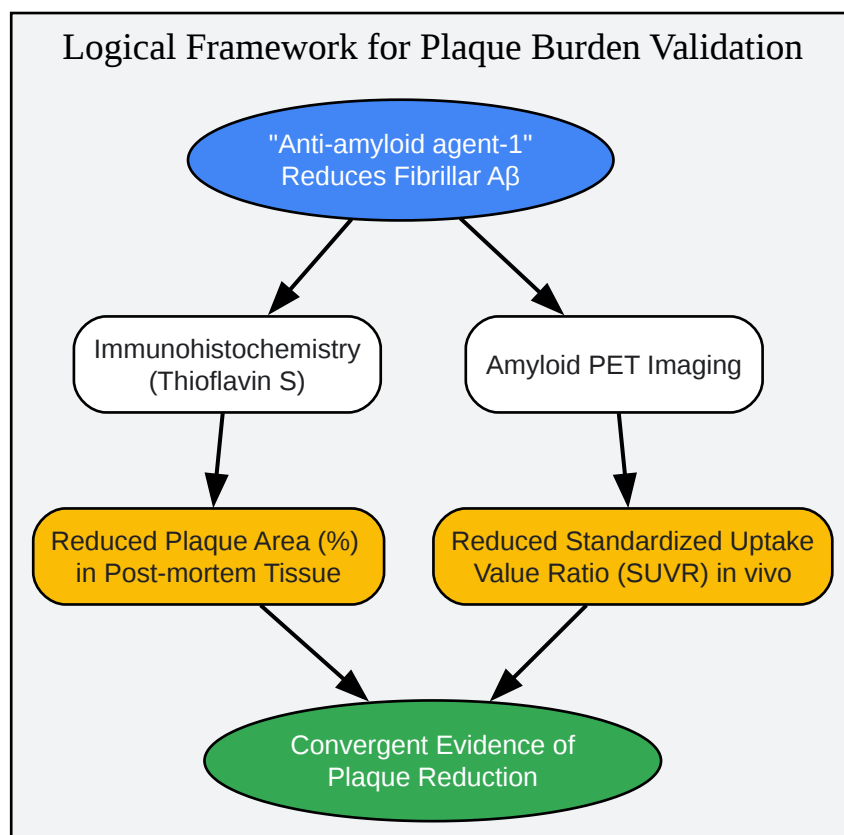 Logical Framework for Plaque Burden Validation
"Anti-amyloid agent-1"
Reduces Fibrillar Aβ
Immunohistochemistry
(Thioflavin S)
Amyloid PET Imaging
Reduced Plaque Area (%)
in Post-mortem Tissue
Reduced Standardized Uptake
Value Ratio (SUVR) in vivo
Convergent Evidence of
Plaque Reduction